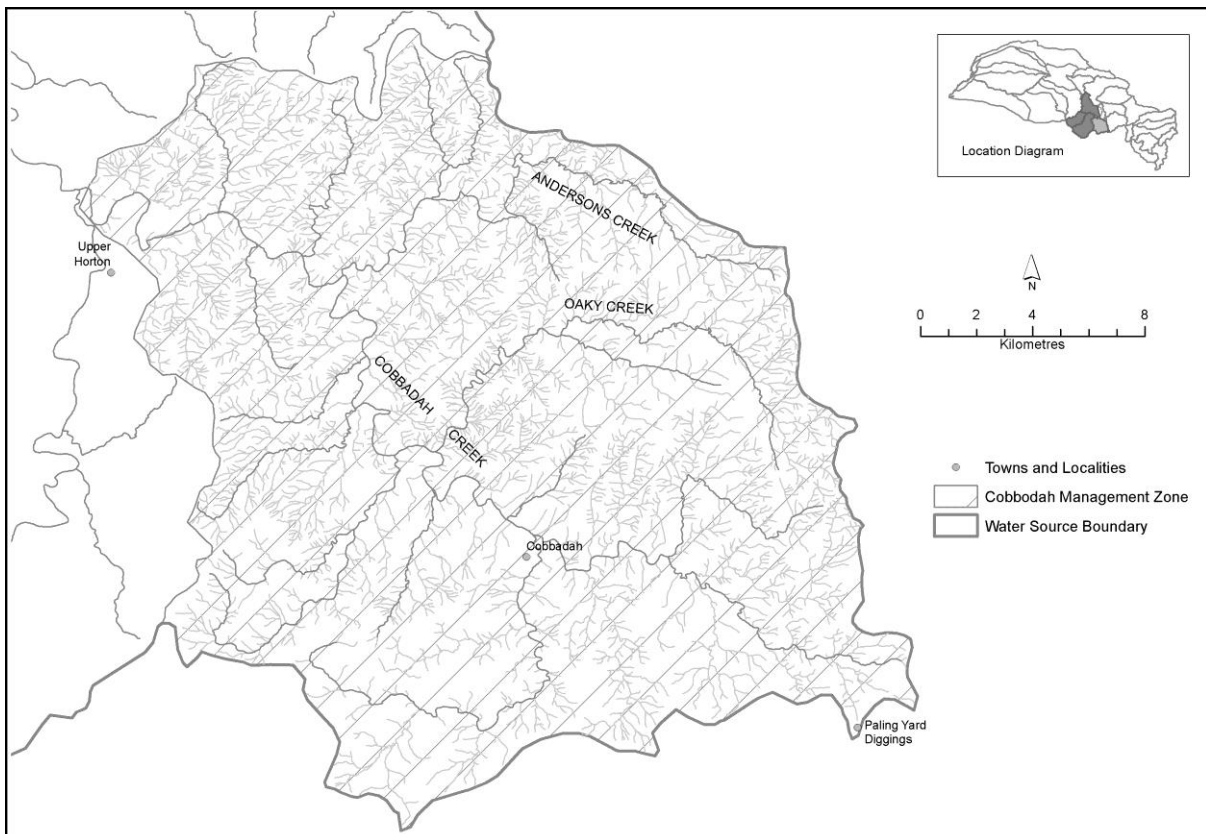 Location Diagram
ANDERSONS CREEK
Upper
Horton
N
OAKY CREEK
0 2 4 8
Kilometres
COBBADAH
CREEK
Towns and Localities
Cobbodah Management Zone
Water Source Boundary
Cobbadah
Paling Yard
Diggings